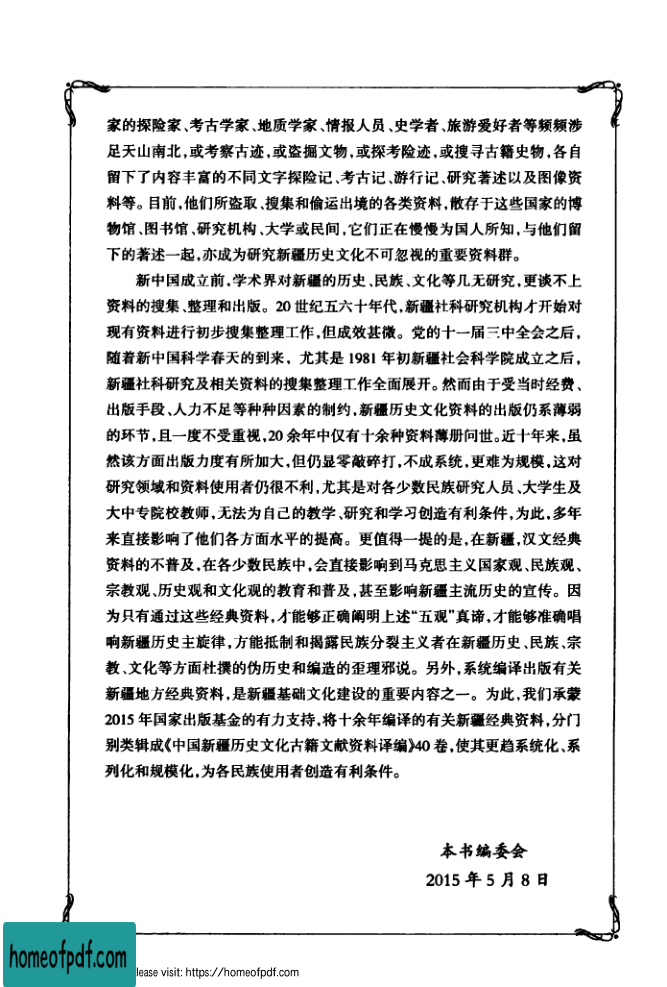 家的探险家、考古学家、地质学家、情报人员、史学者、旅游爱好者等频频涉
足天山南北,或考察古迹,或盗掘文物,或探考险迹,或搜寻古籍史物,各自
留下了内容丰富的不同文字探险记、考古记、游行记、研究著述以及图像资
料等。目前,他们所盗取、搜集和偷运出境的各类资料,散存于这些国家的博
物馆、图书馆、研究机构、大学或民间,它们正在慢慢为国人所知,与他们留
下的著述一起,亦成为研究新疆历史文化不可忽视的重要资料群。
新中国成立前,学术界对新疆的历史、民族、文化等几无研究,更谈不上
资料的搜集、整理和出版。20 世纪五六十年代,新疆社科研究机构才开始对
现有资料进行初步搜集整理工作,但成效甚微。党的十一届三中全会之后,
随着新中国科学春天的到来，尤其是 1981 年初新疆社会科学院成立之后,
新疆社科研究及相关资料的搜集整理工作全面展开。然而由于受当时经费、
出版手段、人力不足等种种因素的制约,新疆历史文化资料的出版仍系薄弱
的环节,且一度不受重视,20 余年中仅有十余种资料薄册问世。近十年来,虽
然该方面出版力度有所加大,但仍显零敲碎打,不成系统,更难为规模,这对
研究领域和资料使用者仍很不利,尤其是对各少数民族研究人员、大学生及
大中专院校教师,无法为自己的教学、研究和学习创造有利条件,为此,多年
来直接影响了他们各方面水平的提高。更值得一提的是,在新疆,汉文经典
资料的不普及,在各少数民族中,会直接影响到马克思主义国家观、民族观、
宗教观、历史观和文化观的教育和普及,甚至影响新疆主流历史的宣传。因
为只有通过这些经典资料,才能够正确阐明上述“五观”真谛,才能够准确唱
响新疆历史主旋律,方能抵制和揭露民族分裂主义者在新疆历史、民族、宗
教、文化等方面杜撰的伪历史和编造的歪理邪说。另外,系统编译出版有关
新疆地方经典资料,是新疆基础文化建设的重要内容之一。为此,我们承蒙
2015 年国家出版基金的有力支持,将十余年编译的有关新疆经典资料,分门
别类辑成《中国新疆历史文化古籍文献资料译编》40 卷,使其更趋系统化、系
列化和规模化,为各民族使用者创造有利条件。
本书编委会
2015 年 5 月 8 日
homeofpdf.com
lease visit: https://homeofpdf.com